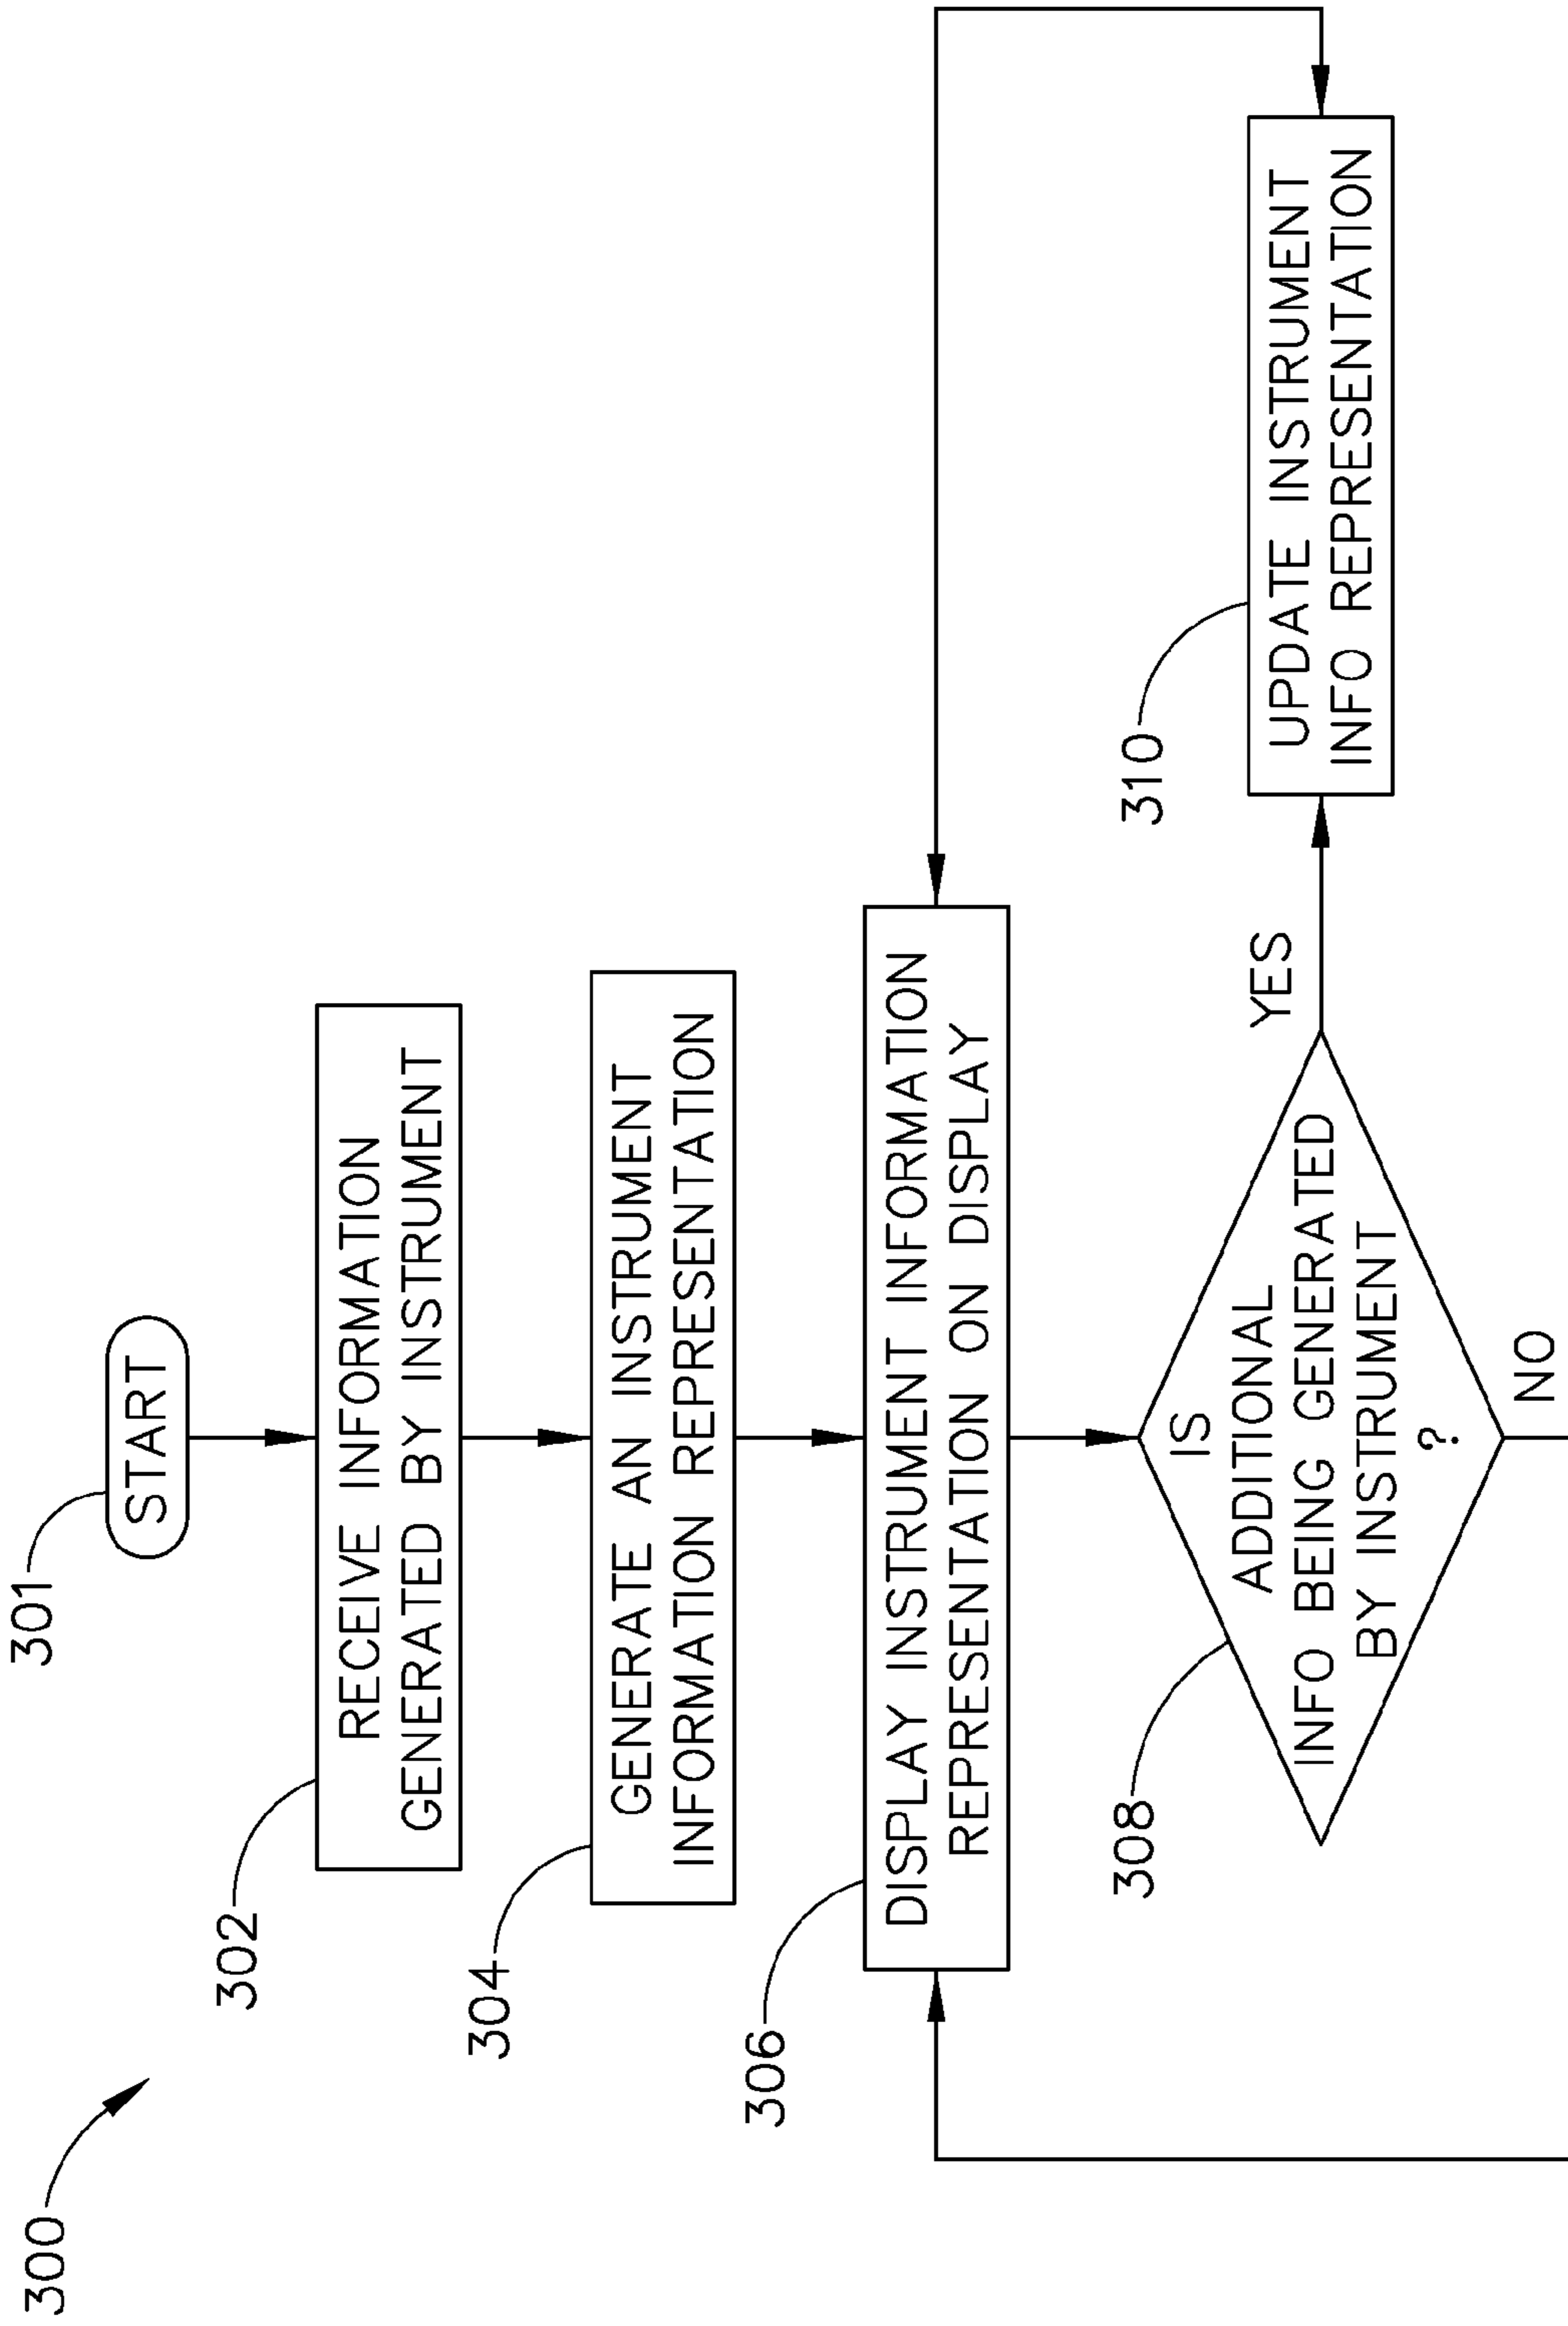 300
301
START
302
RECEIVE INFORMATION
GENERATED BY INSTRUMENT
304
GENERATE AN INSTRUMENT
INFORMATION REPRESENTATION
306
DISPLAY INSTRUMENT INFORMATION
REPRESENTATION ON DISPLAY
308
IS
ADDITIONAL
INFO BEING GENERATED
BY INSTRUMENT
?
YES
NO
310
UPDATE INSTRUMENT
INFO REPRESENTATION